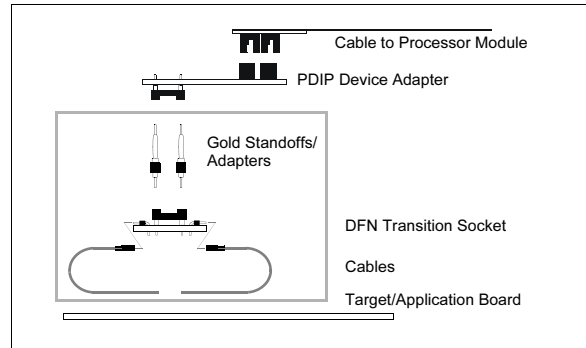 Cable to Processor Module
PDIP Device Adapter
Gold Standoffs/
Adapters
DFN Transition Socket
Cables
Target/Application Board